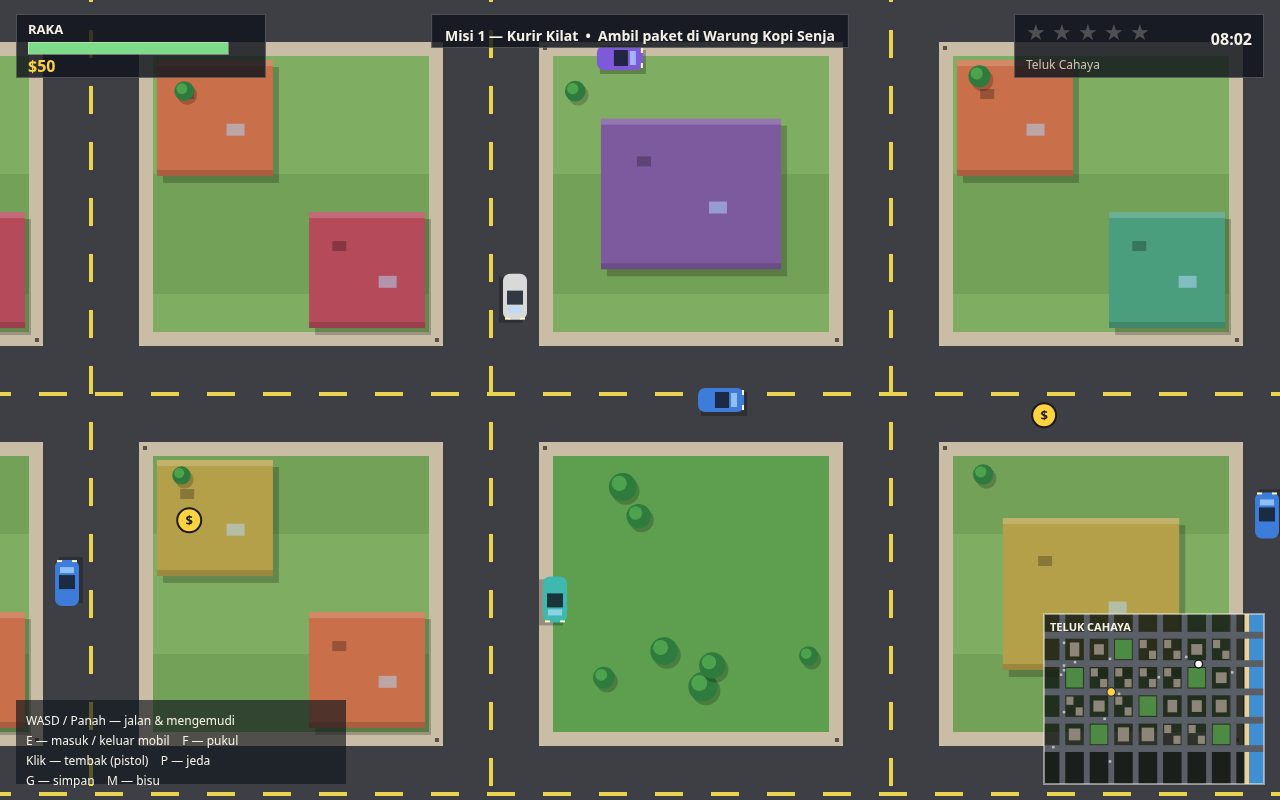 RAKA
$50
Misi 1 — Kurir Kilat • Ambil paket di Warung Kopi Senja
★ ★ ★ ★ ★
08:02
Teluk Cahaya
$
$
TELUK CAHAYA
WASD / Panah — jalan & mengemudi
E — masuk / keluar mobil F — pukul
Klik — tembak (pistol) P — jeda
G — simpan M — bisu